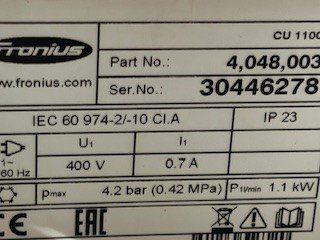 Fronius
CU 1100
Part No.: 4,048,003
www.fronius.com
Ser.No.: 30446278
IEC 60 974-2/-10 Cl.A
IP 23
U1
I1
1~
60 Hz
400 V
0.7 A
pmax
4.2 bar (0.42 MPa)
P1l/min 1.1 kW
CE
EAC